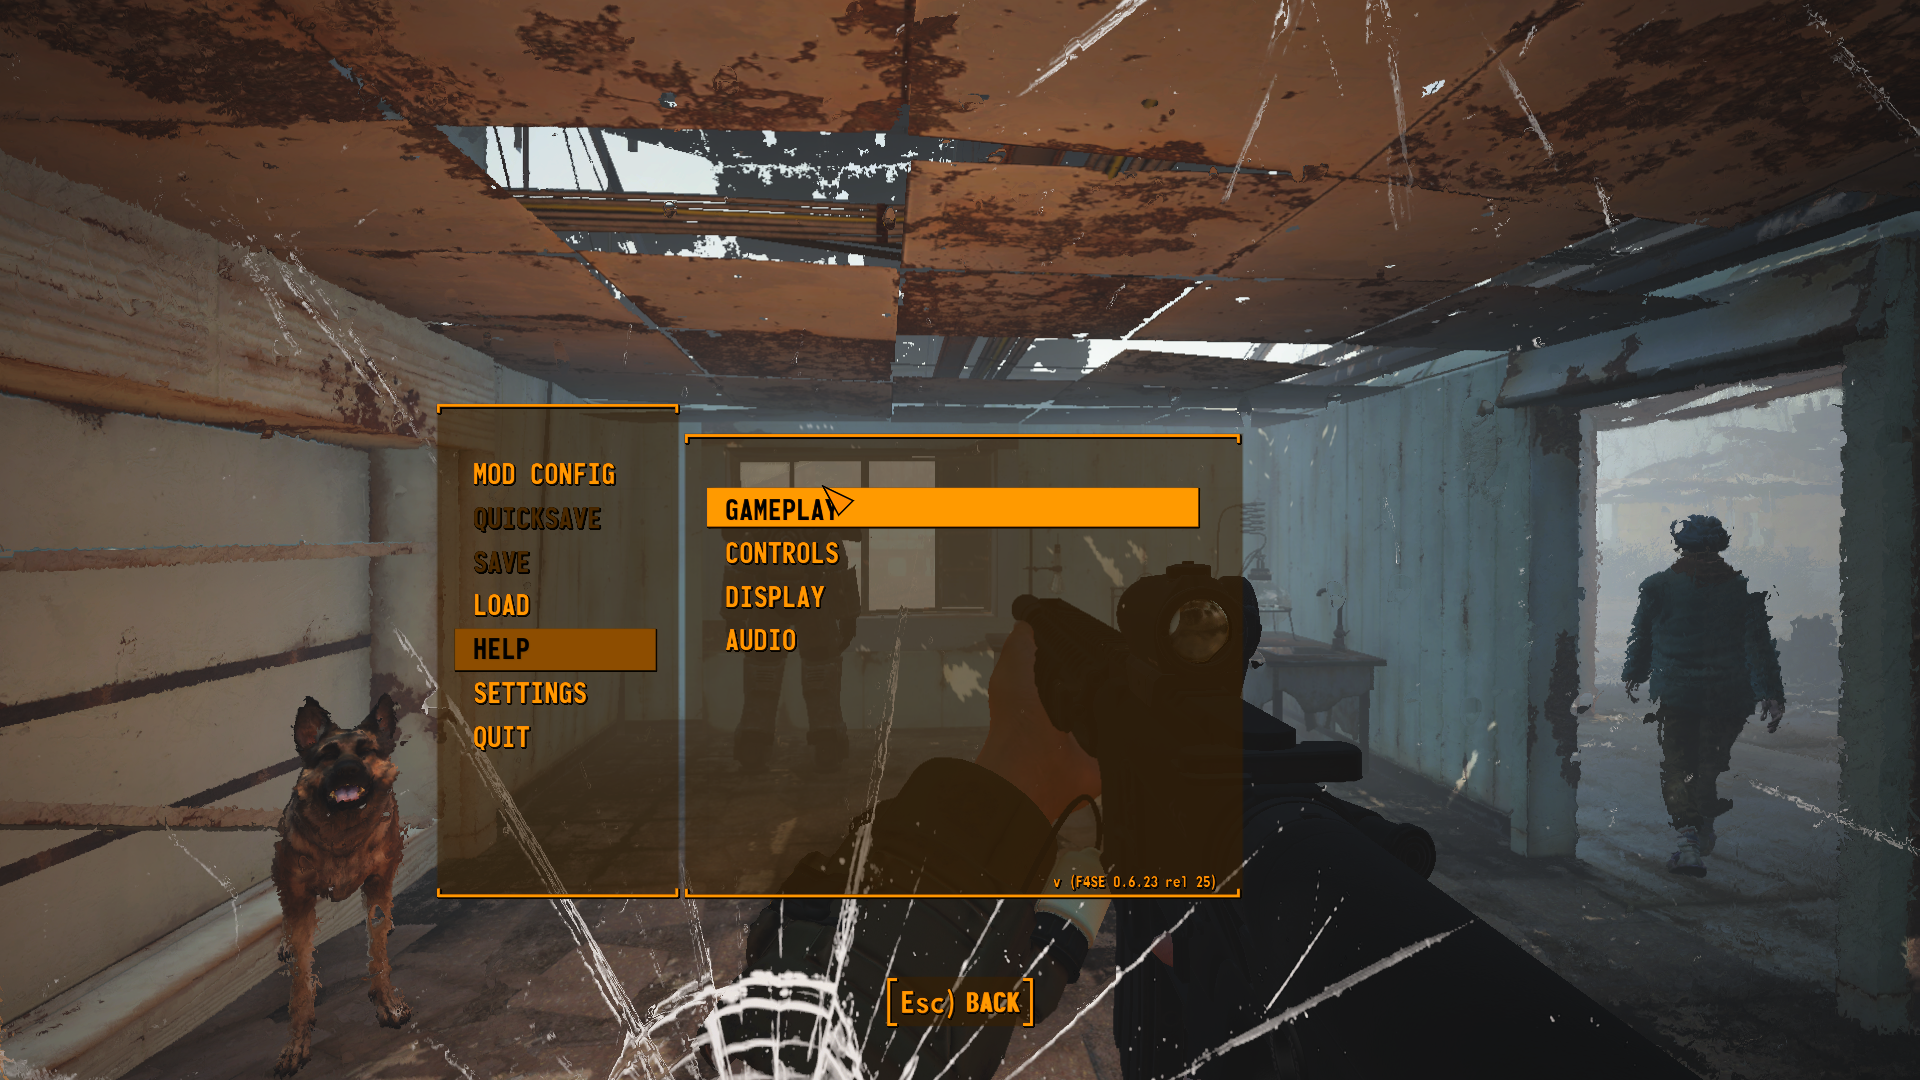 MOD CONFIG
QUICKSAVE
SAVE
LOAD
HELP
SETTINGS
QUIT
GAMEPLAY
CONTROLS
DISPLAY
AUDIO
v (F4SE 0.6.23 rel 25)
[Esc) BACK]